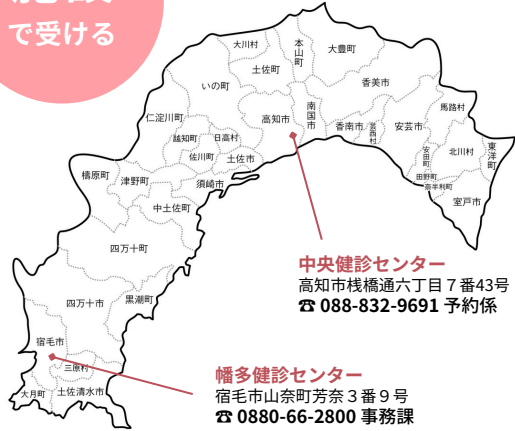 で受ける
大川村
本山町
大豊町
土佐町
いの町
香美市
馬路村
仁淀川町
高知市
南国市
香南市
芸西村
安芸市
越知町
日高村
佐川町
土佐市
安田町
北川村
東洋町
田野町
奈半利町
檮原町
津野町
須崎市
室戸市
中土佐町
四万十町
四万十市
黒潮町
宿毛市
三原村
大月町
土佐清水市
中央健診センター
高知市桟橋通六丁目7番43号
☎ 088-832-9691 予約係
幡多健診センター
宿毛市山奈町芳奈3番9号
☎ 0880-66-2800 事務課